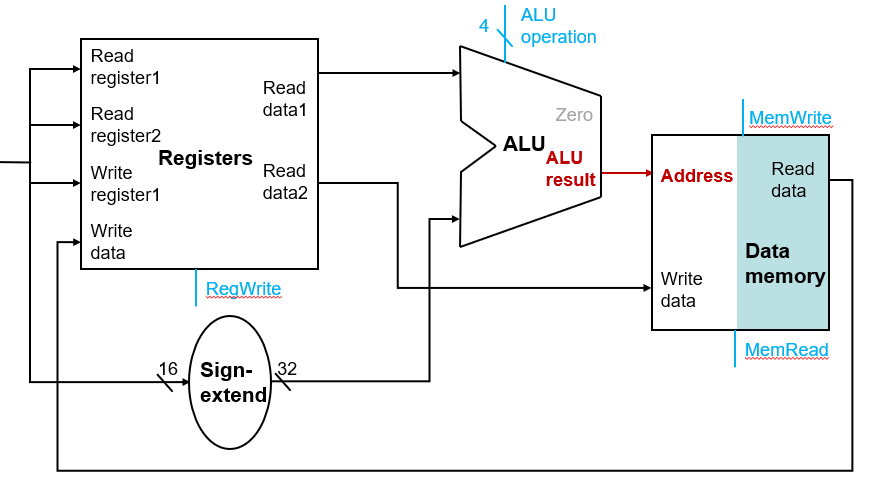 4
ALU
operation
Read
register1
Read
data1
Read
register2
Registers
Write
register1
Read
data2
Write
data
RegWrite
Zero
ALU
ALU
result
MemWrite
Address
Read
data
Data
memory
Write
data
MemRead
16
Sign-
extend
32